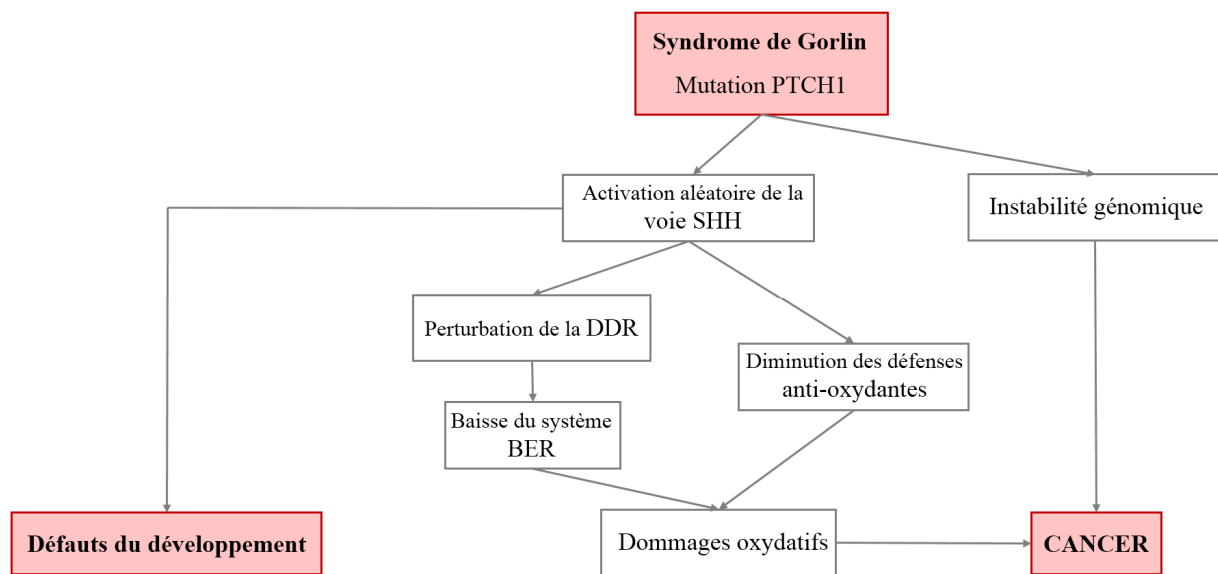 Syndrome de Gorlin
Mutation PTCH1
Activation aléatoire de la
voie SHH
Instabilité génomique
Perturbation de la DDR
Diminution des défenses
anti-oxydantes
Baisse du système
BER
Défauts du développement
Dommages oxydatifs
CANCER